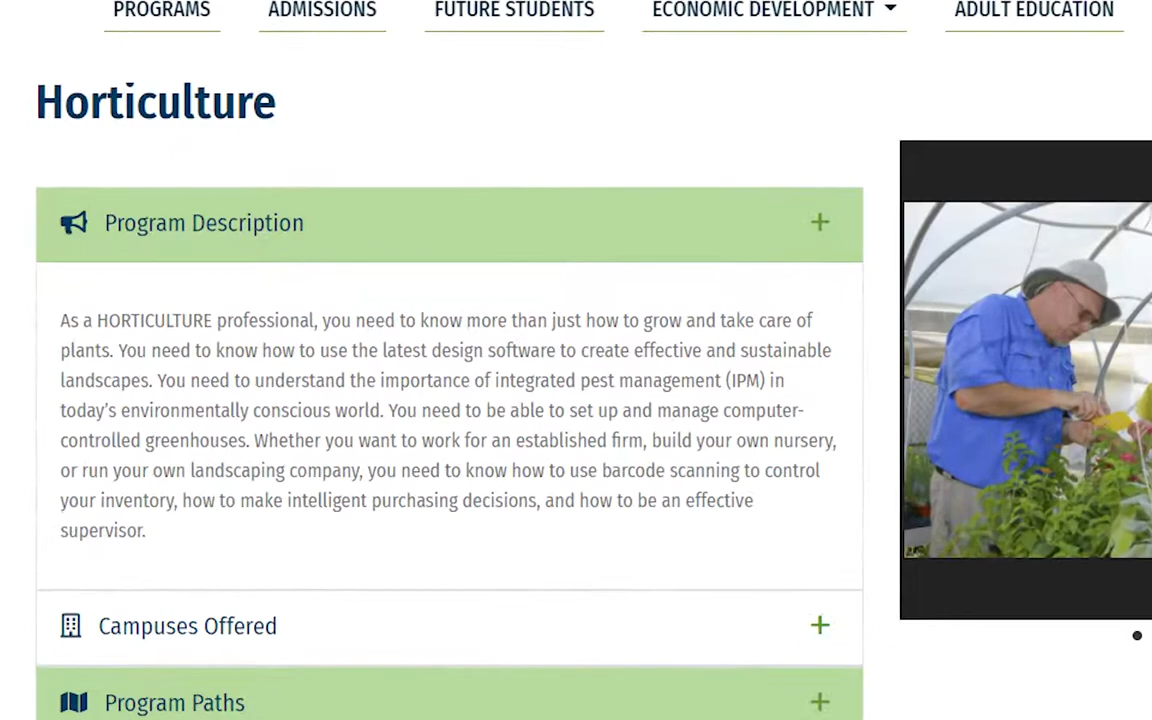 PROGRAMS ADMISSIONS FUTURE STUDENTS ECONOMIC DEVELOPMENT ADULT EDUCATION
Horticulture
Program Description
As a HORTICULTURE professional, you need to know more than just how to grow and take care of
plants. You need to know how to use the latest design software to create effective and sustainable
landscapes. You need to understand the importance of integrated pest management (IPM) in
today’s environmentally conscious world. You need to be able to set up and manage computer-
controlled greenhouses. Whether you want to work for an established firm, build your own nursery,
or run your own landscaping company, you need to know how to use barcode scanning to control
your inventory, how to make intelligent purchasing decisions, and how to be an effective
supervisor.
Campuses Offered
Program Paths